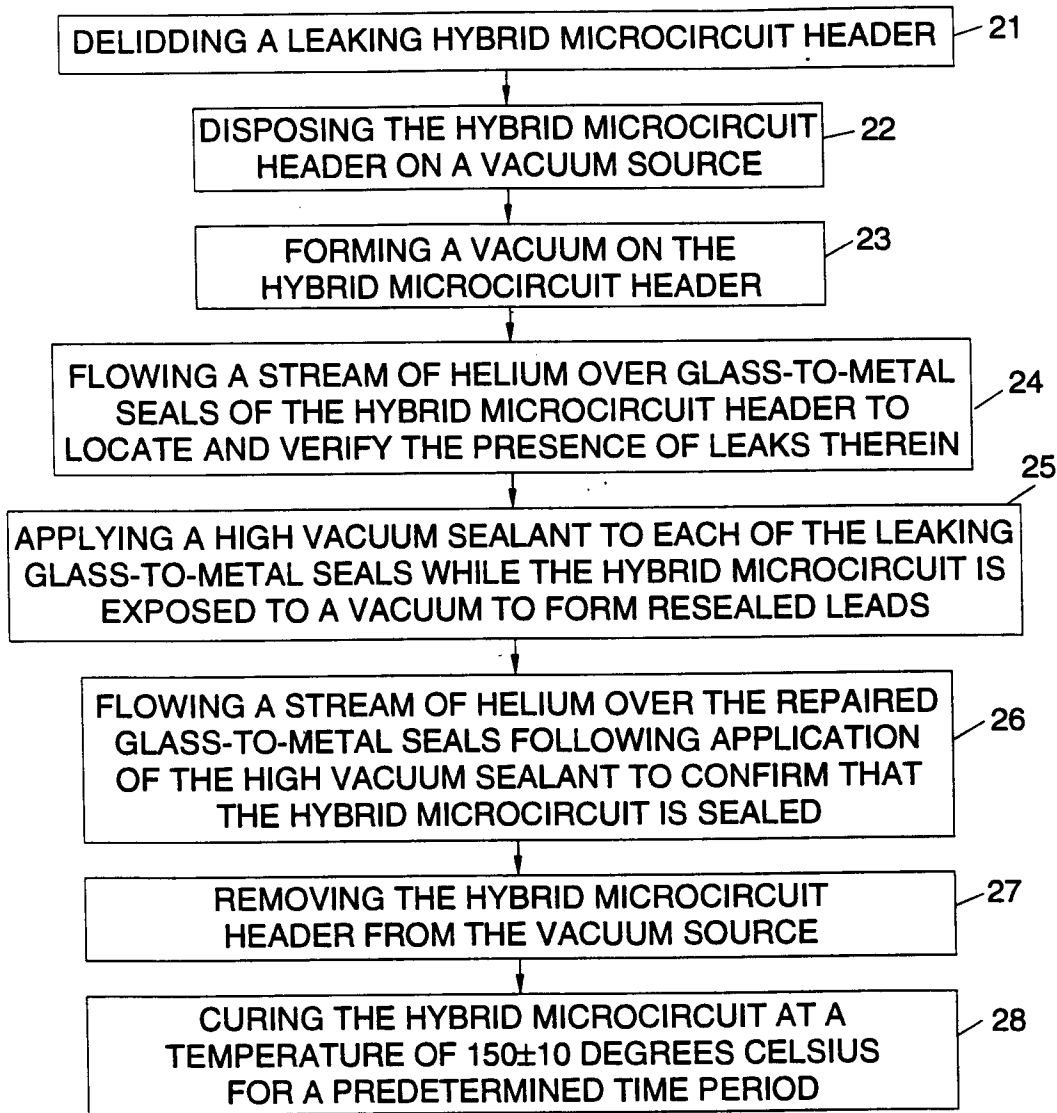 DELIDDING A LEAKING HYBRID MICROCIRCUIT HEADER
21
DISPOSING THE HYBRID MICROCIRCUIT
HEADER ON A VACUUM SOURCE
22
FORMING A VACUUM ON THE
HYBRID MICROCIRCUIT HEADER
23
FLOWING A STREAM OF HELIUM OVER GLASS-TO-METAL
SEALS OF THE HYBRID MICROCIRCUIT HEADER TO
LOCATE AND VERIFY THE PRESENCE OF LEAKS THEREIN
24
25
APPLYING A HIGH VACUUM SEALANT TO EACH OF THE LEAKING
GLASS-TO-METAL SEALS WHILE THE HYBRID MICROCIRCUIT IS
EXPOSED TO A VACUUM TO FORM RESEALED LEADS
FLOWING A STREAM OF HELIUM OVER THE REPAIRED
GLASS-TO-METAL SEALS FOLLOWING APPLICATION
OF THE HIGH VACUUM SEALANT TO CONFIRM THAT
THE HYBRID MICROCIRCUIT IS SEALED
26
REMOVING THE HYBRID MICROCIRCUIT
HEADER FROM THE VACUUM SOURCE
27
CURING THE HYBRID MICROCIRCUIT AT A
TEMPERATURE OF 150±10 DEGREES CELSIUS
FOR A PREDETERMINED TIME PERIOD
28